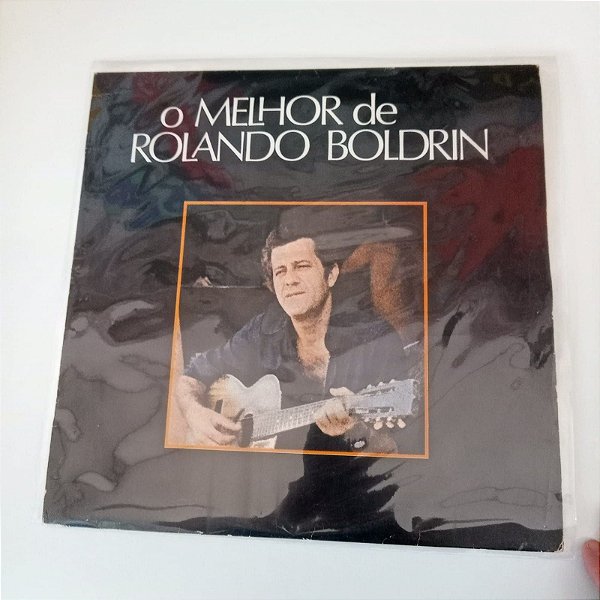 o MELHOR de
ROLANDO BOLDRIN